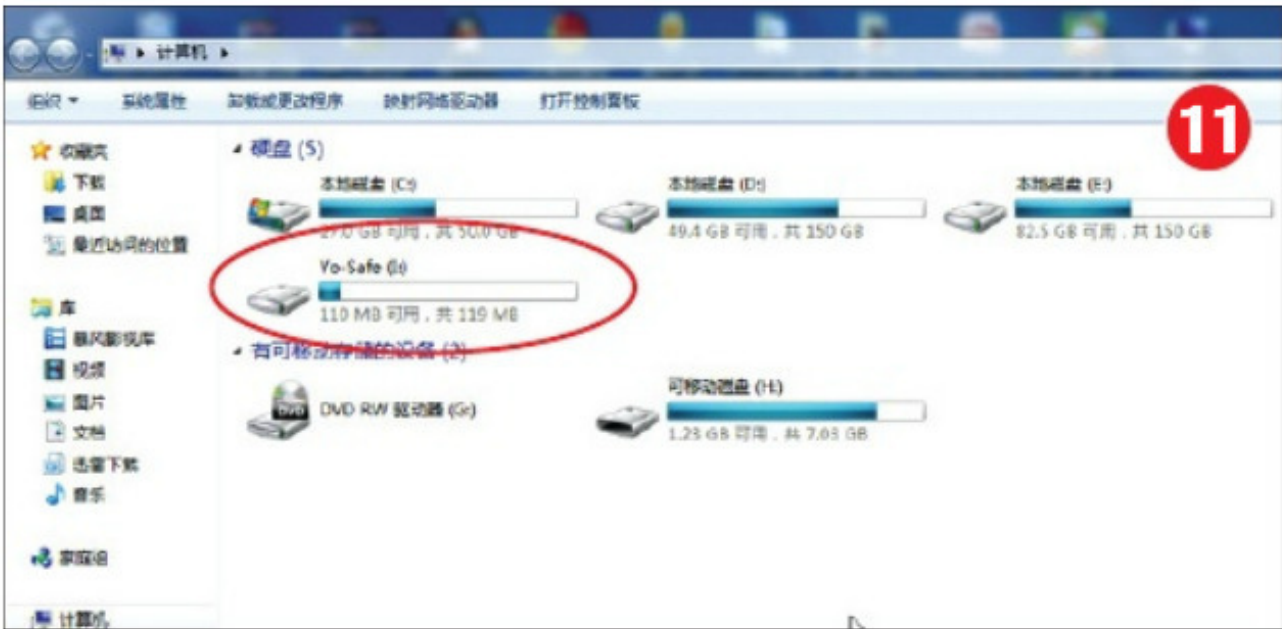 计算机
组织 系统属性 卸载或更改程序 映射网络驱动器 打开控制面板
11
收藏夹
下载
桌面
最近访问的位置
库
暴风影视库
视频
图片
文档
迅雷下载
音乐
家庭组
计算机
硬盘 (5)
本地磁盘 (C:)
27.0 GB 可用，共 50.0 GB
本地磁盘 (D:)
49.4 GB 可用，共 150 GB
本地磁盘 (E:)
82.5 GB 可用，共 150 GB
Yo-Safe (I:)
110 MB 可用，共 119 MB
有可移动存储的设备 (2)
DVD RW 驱动器 (G:)
可移动磁盘 (H:)
1.23 GB 可用，共 7.03 GB